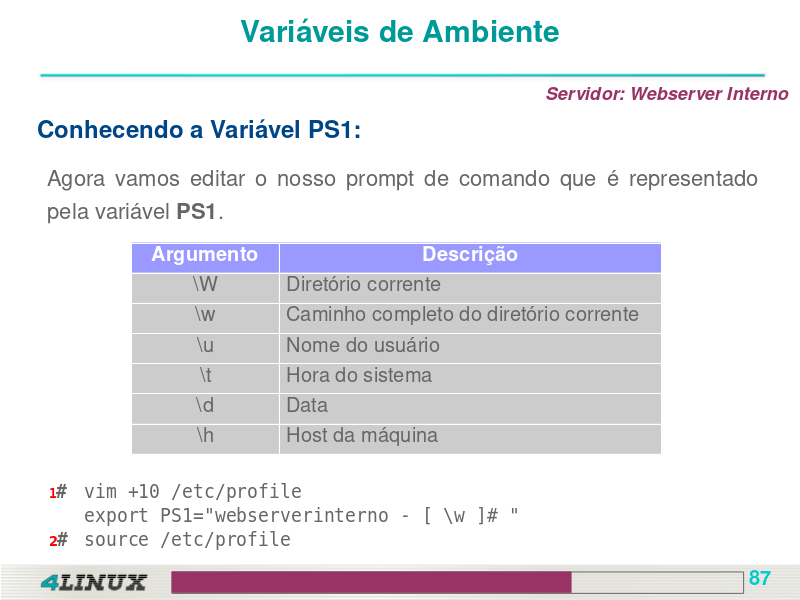 Variáveis de Ambiente
Servidor: Webserver Interno
Conhecendo a Variável PS1:
Agora vamos editar o nosso prompt de comando que é representado
pela variável PS1.
Argumento Descrição
\W Diretório corrente
\w Caminho completo do diretório corrente
\u Nome do usuário
\t Hora do sistema
\d Data
\h Host da máquina
1# vim +10 /etc/profile
export PS1="webserverinterno - [ \w ]# "
2# source /etc/profile
4LINUX
87